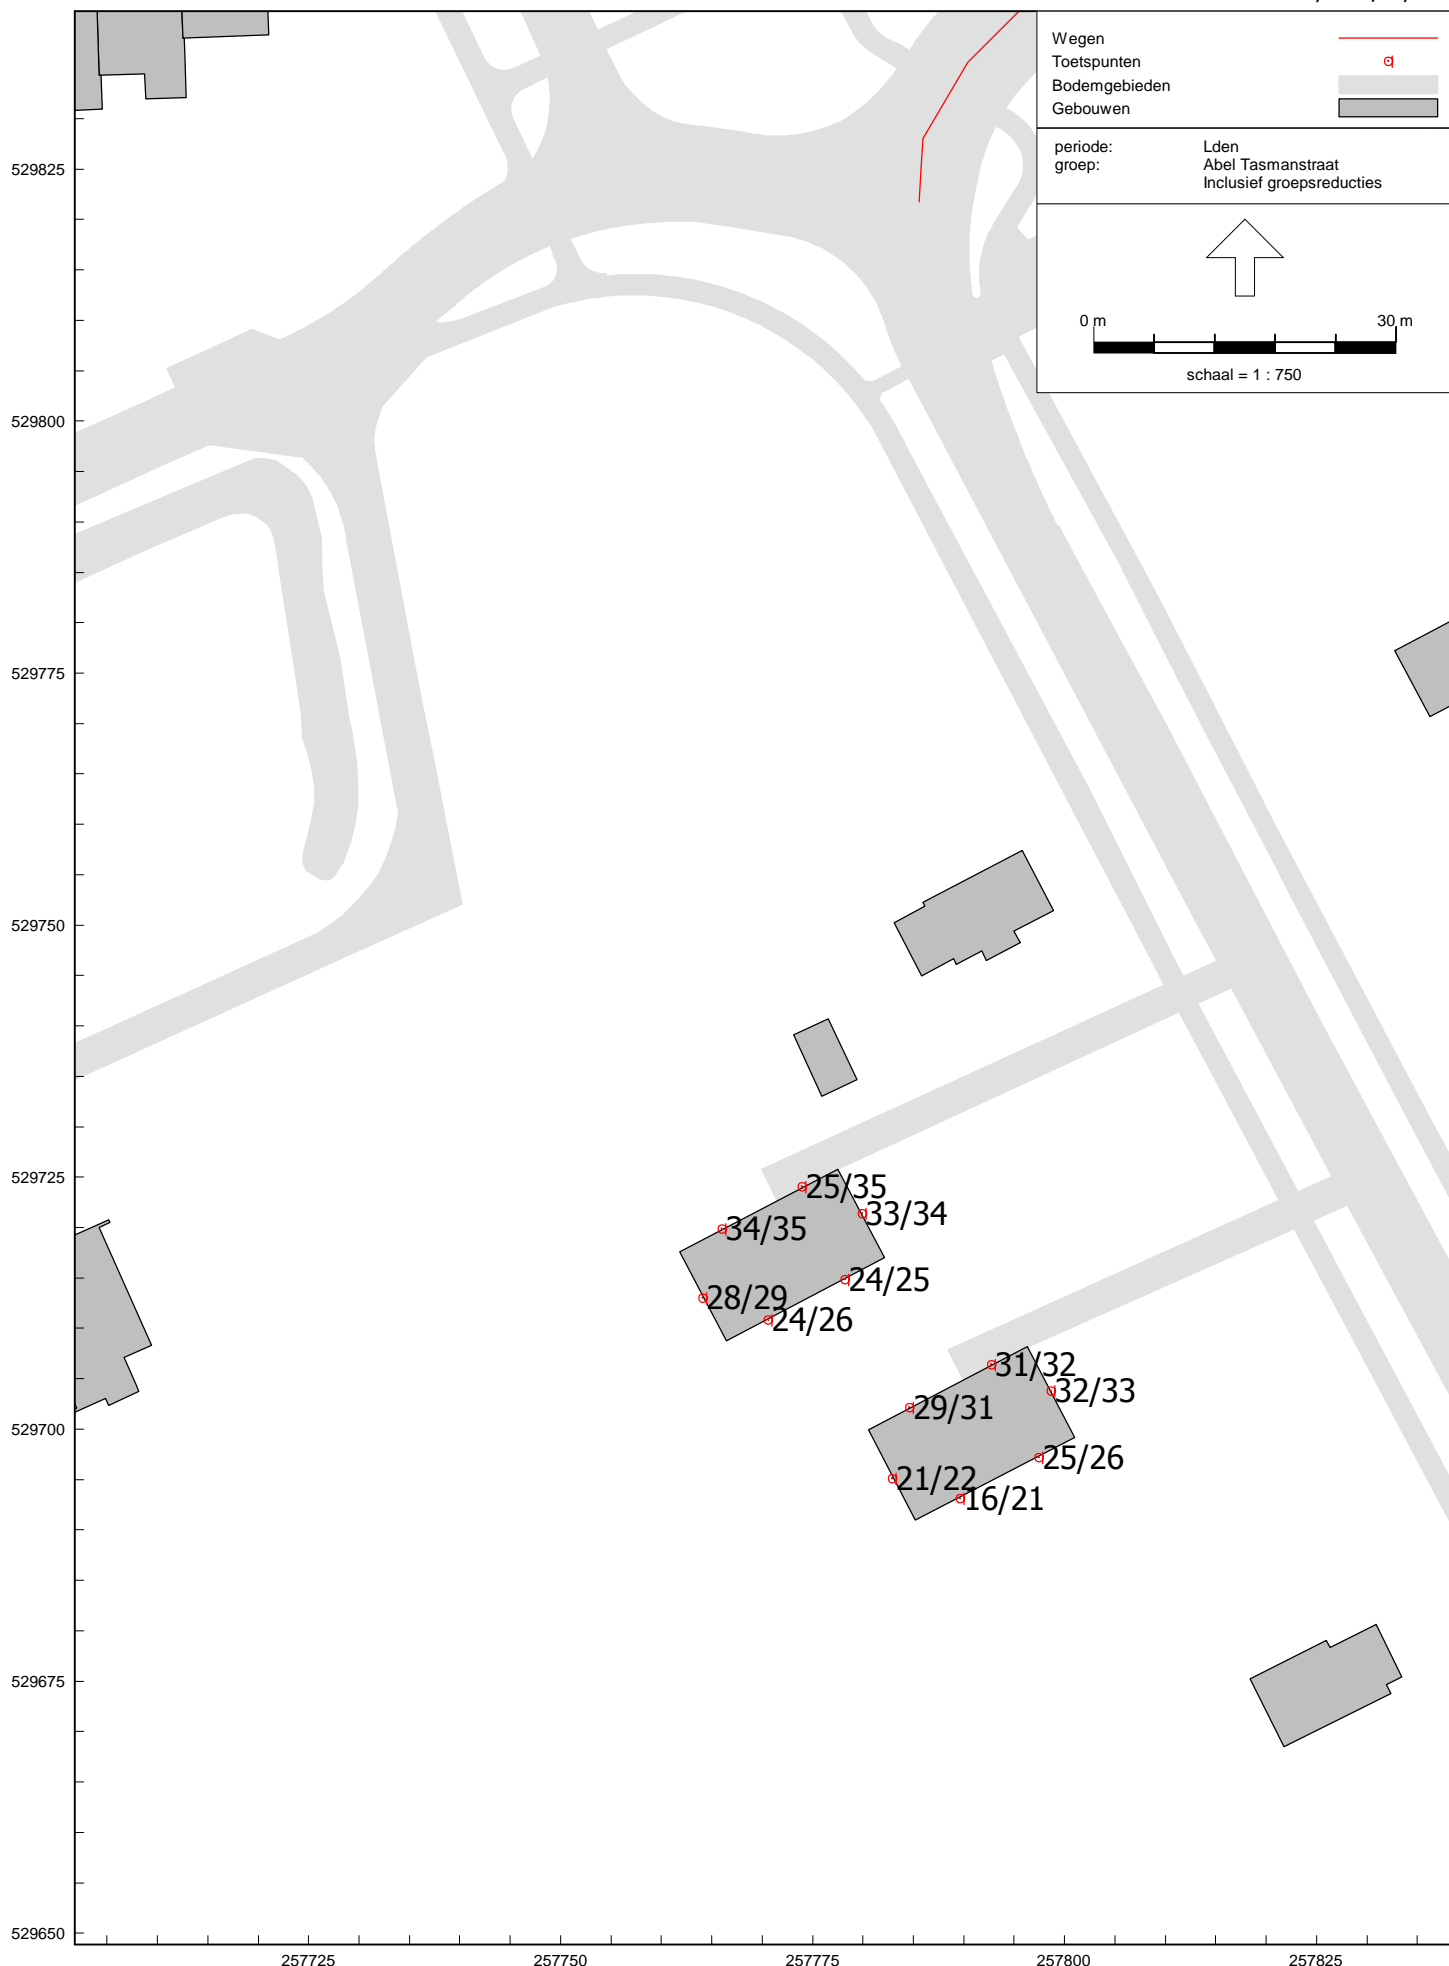 Wegen
Toetspunten
Bodemgebieden
Gebouwen
periode: Lden
groep: Abel Tasmanstraat
Inclusief groepsreducties
0 m 30 m
schaal = 1 : 750
529825
529800
529775
529750
529725
529700
529675
529650
25/35
33/34
34/35
24/25
28/29
24/26
31/32
32/33
29/31
25/26
21/22
16/21
257725 257750 257775 257800 257825